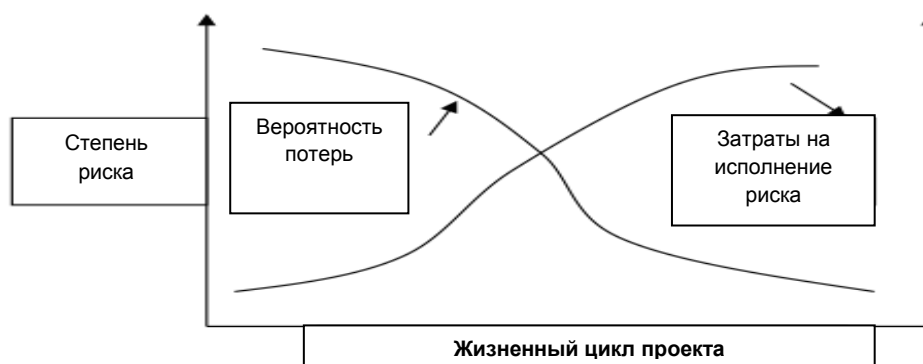 Степень
риска
Вероятность
потерь
Затраты на
исполнение
риска
Жизненный цикл проекта